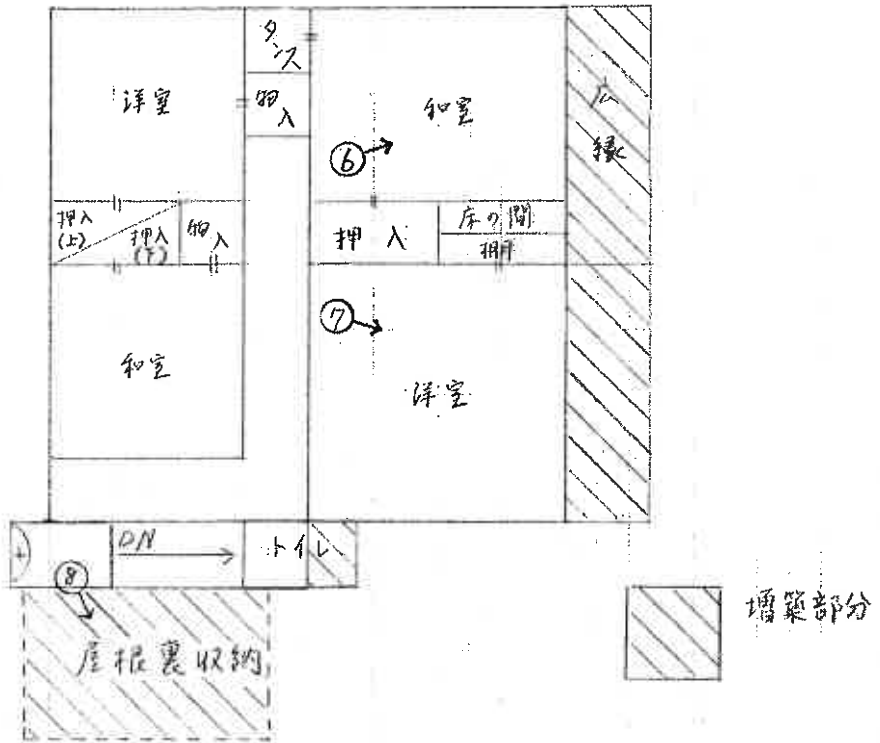 タンス
洋室
物入
和室
広縁
⑥
押入(上)
押入(下)
物入
押入
床の間
棚
⑦
和室
洋室
DN
トイレ
⑧
屋根裏収納
増築部分